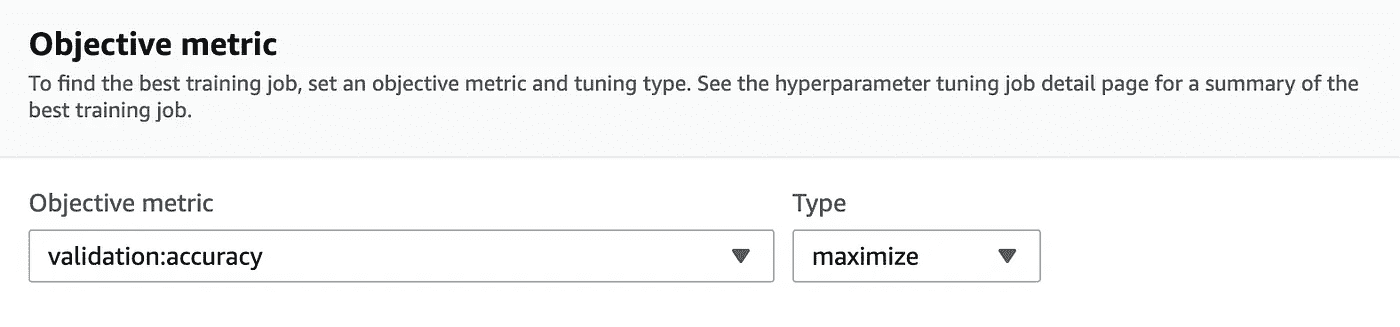 Objective metric
To find the best training job, set an objective metric and tuning type. See the hyperparameter tuning job detail page for a summary of the
best training job.
Objective metric
Type
validation:accuracy
maximize